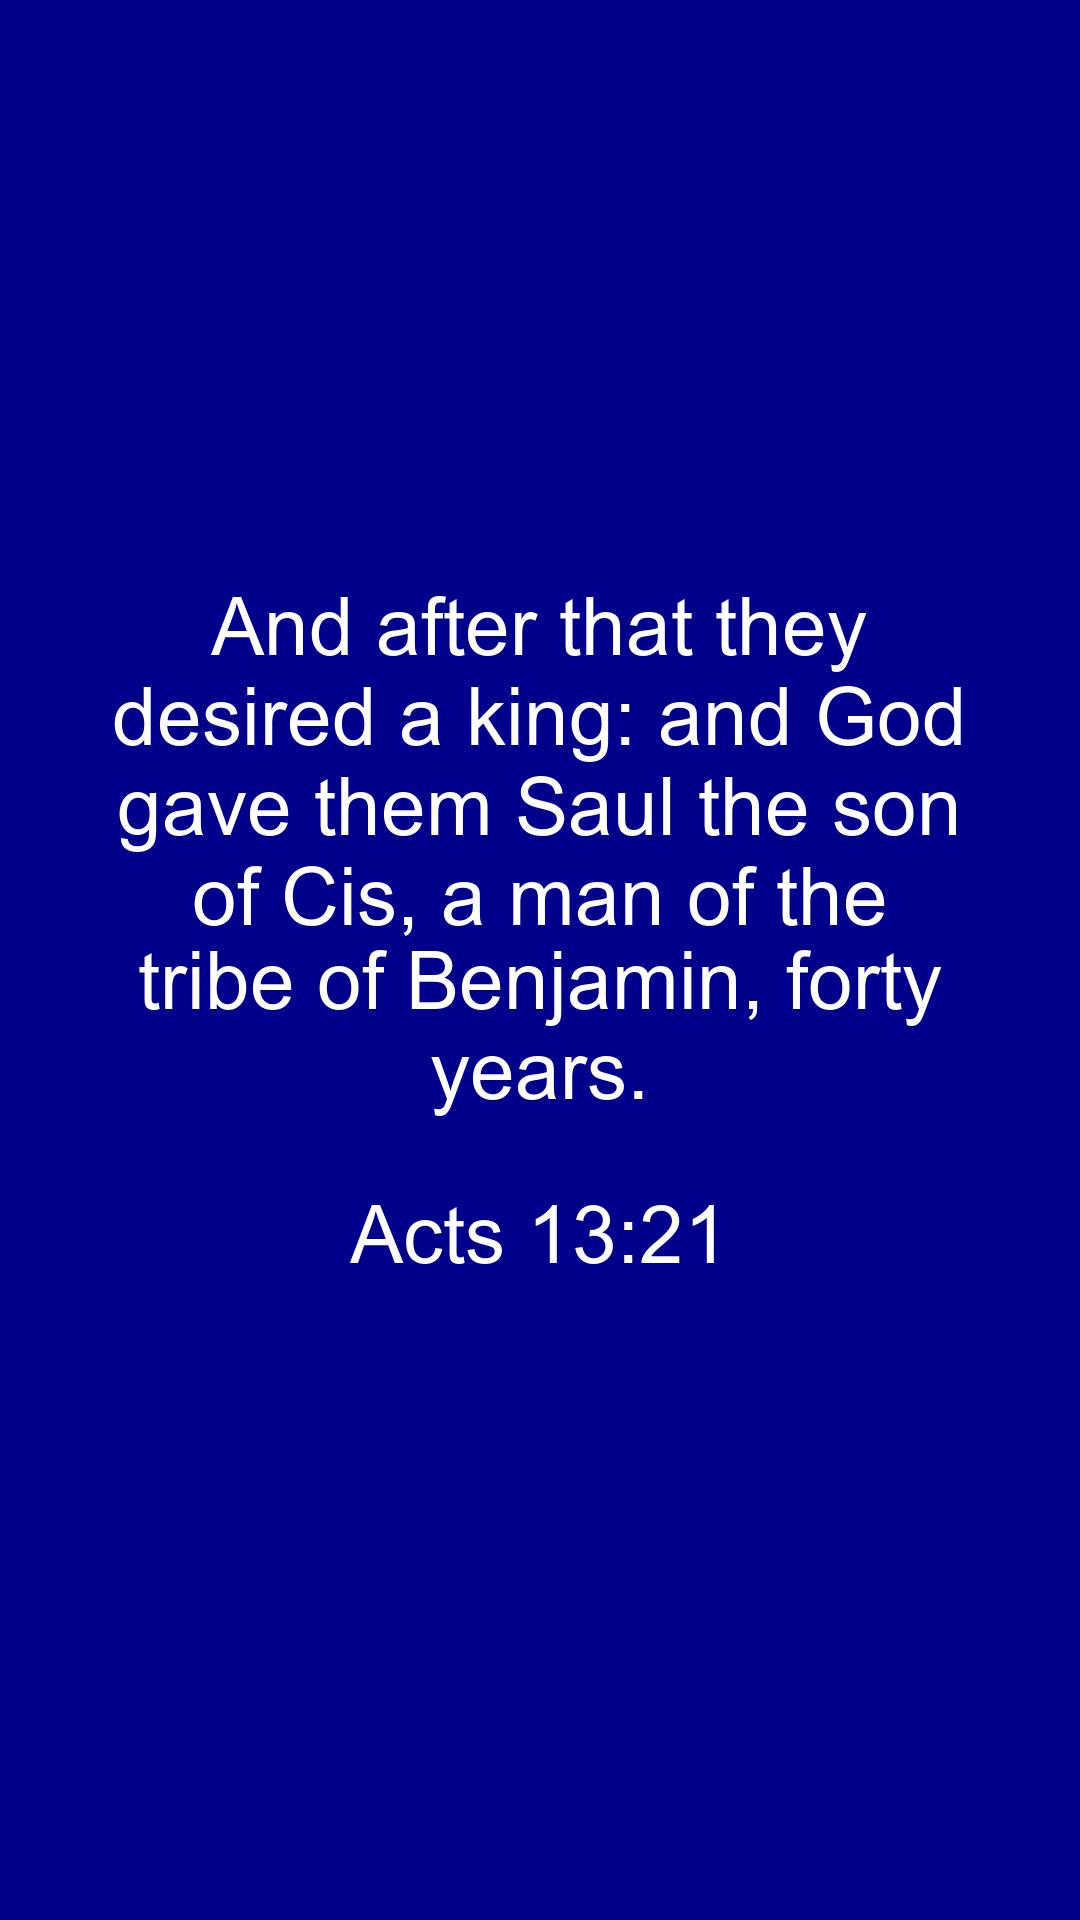 And after that they
desired a king: and God
gave them Saul the son
of Cis, a man of the
tribe of Benjamin, forty
years.
Acts 13:21